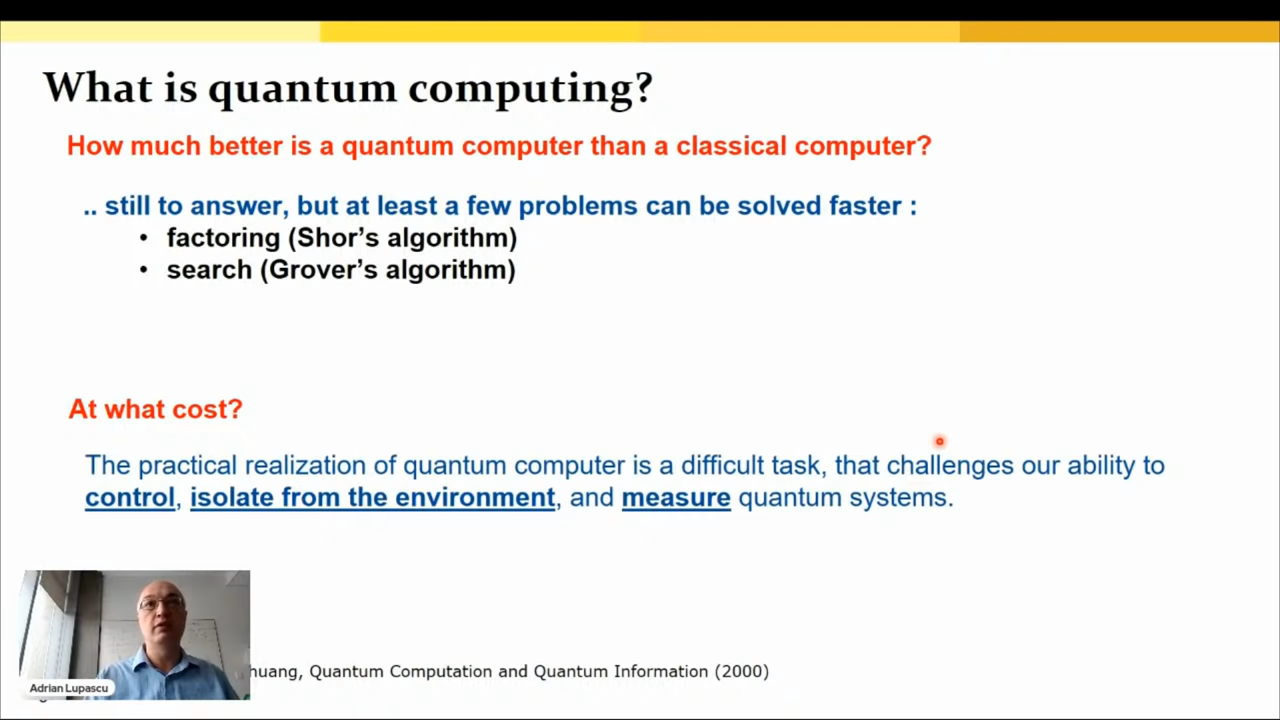 What is quantum computing?
How much better is a quantum computer than a classical computer?
.. still to answer, but at least a few problems can be solved faster :
• factoring (Shor’s algorithm)
• search (Grover’s algorithm)
At what cost?
The practical realization of quantum computer is a difficult task, that challenges our ability to
control, isolate from the environment, and measure quantum systems.
huang, Quantum Computation and Quantum Information (2000)
Adrian Lupascu